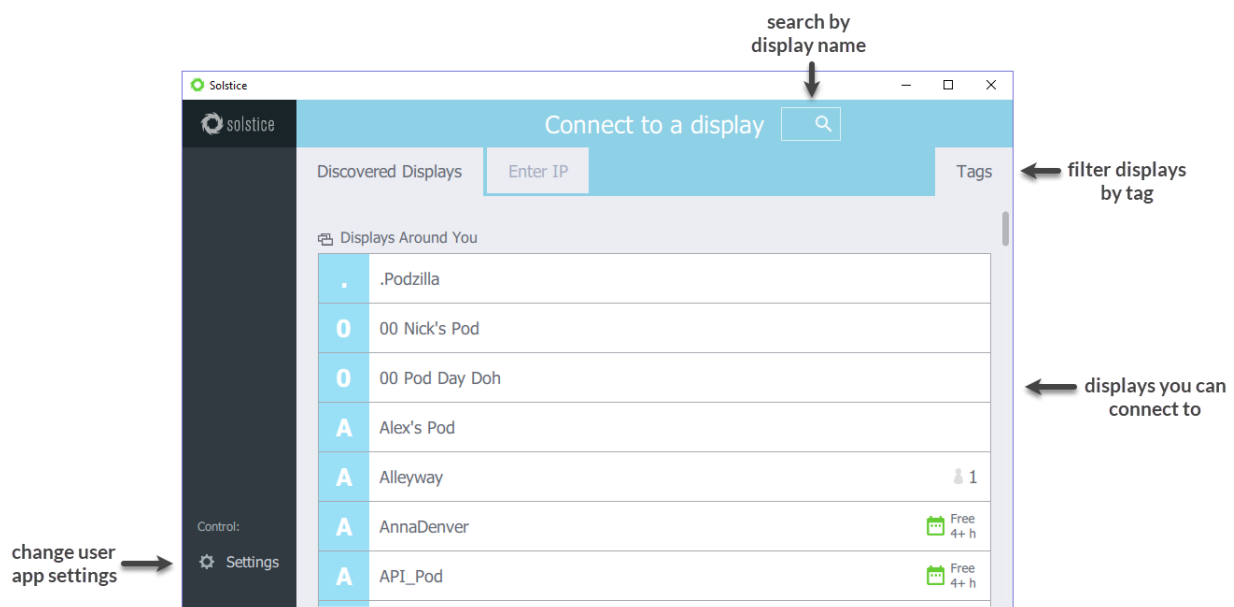 search by
display name
Solstice
solstice
Connect to a display
Discovered Displays
Enter IP
Tags
filter displays
by tag
Displays Around You
. .Podzilla
0 00 Nick's Pod
0 00 Pod Day Doh
displays you can
connect to
A Alex's Pod
A Alleyway 1
A AnnaDenver Free
4+ h
A API_Pod Free
4+ h
Control:
Settings
change user
app settings